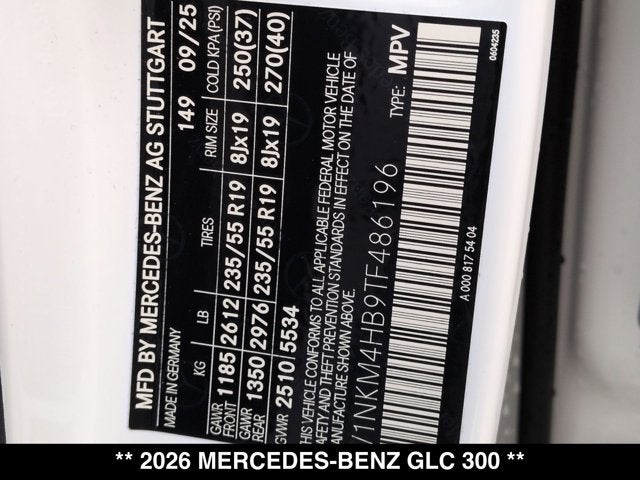 MFD BY MERCEDES-BENZ AG STUTTGART
MADE IN GERMANY 149 09/25
KG LB TIRES RIM SIZE COLD KPA (PSI)
GAWR FRONT 1185 2612 235/55 R19 8Jx19 250(37)
GAWR REAR 1350 2976 235/55 R19 8Jx19 270(40)
GVWR 2510 5534
THIS VEHICLE CONFORMS TO ALL APPLICABLE FEDERAL MOTOR VEHICLE
SAFETY AND THEFT PREVENTION STANDARDS IN EFFECT ON THE DATE OF
MANUFACTURE SHOWN ABOVE.
/1NKM4HB9TF486196 TYPE: MPV
A 000 817 54 04 0604235
** 2026 MERCEDES-BENZ GLC 300 **